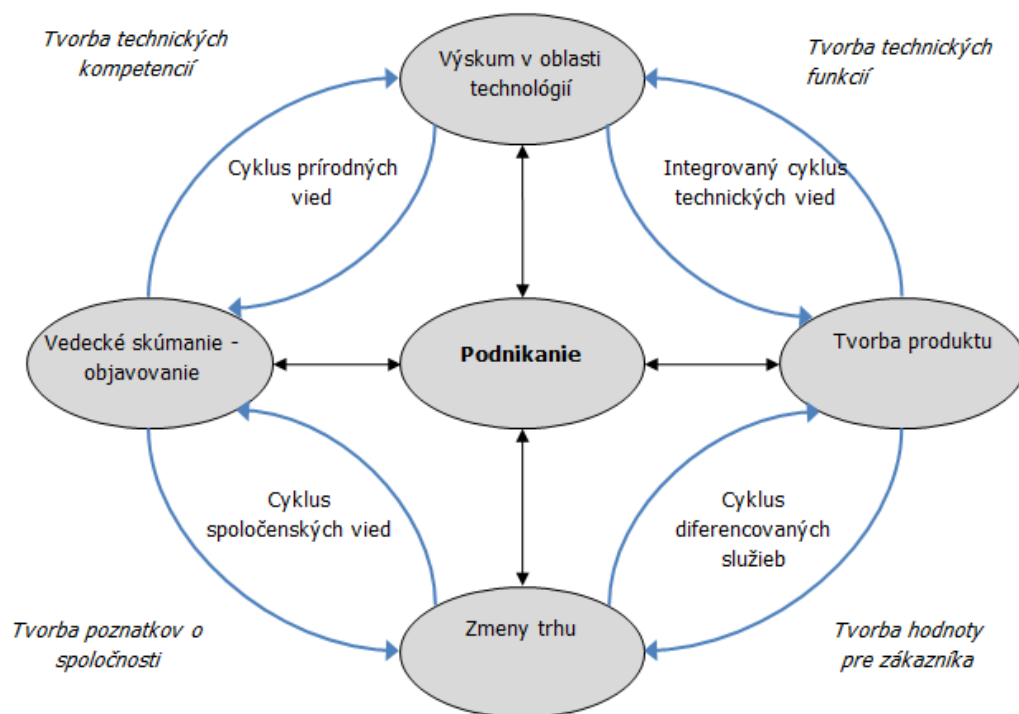 Tvorba technických
kompetencií
Výskum v oblasti
technológií
Tvorba technických
funkcií
Cyklus prírodných
vied
Integrovaný cyklus
technických vied
Vedecké skúmanie -
objavovanie
Podnikanie
Tvorba produktu
Cyklus
spoločenských vied
Cyklus
diferencovaných
služieb
Tvorba poznatkov o
spoločnosti
Zmeny trhu
Tvorba hodnoty
pre zákazníka